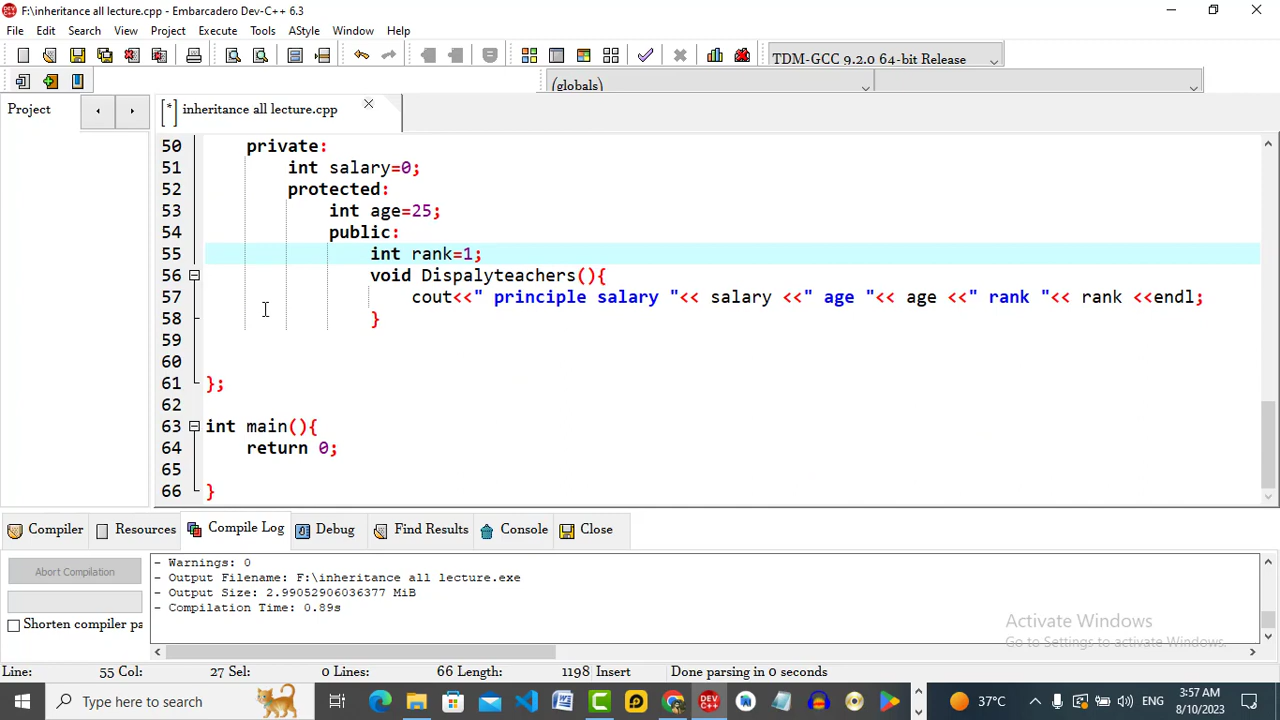 F:\inheritance all lecture.cpp - Embarcadero Dev-C++ 6.3
File Edit Search View Project Execute Tools AStyle Window Help
TDM-GCC 9.2.0 64-bit Release
(globals)
Project
[*] inheritance all lecture.cpp
50 private:
51 int salary=0;
52 protected:
53 int age=25;
54 public:
55 int rank=1;
56 void Dispalyteachers(){
57 cout<<" principle salary "<< salary <<" age "<< age <<" rank "<< rank <<endl;
58 }
59
60
61 };
62
63 int main(){
64 return 0;
65
66 }
Compiler Resources Compile Log Debug Find Results Console Close
Abort Compilation
Shorten compiler pa
- Warnings: 0
- Output Filename: F:\inheritance all lecture.exe
- Output Size: 2.99052906036377 MiB
- Compilation Time: 0.89s
Activate Windows
Go to Settings to activate Windows.
Line: 55 Col: 27 Sel: 0 Lines: 66 Length: 1198 Insert Done parsing in 0 seconds
Type here to search
37°C
ENG
3:57 AM
8/10/2023